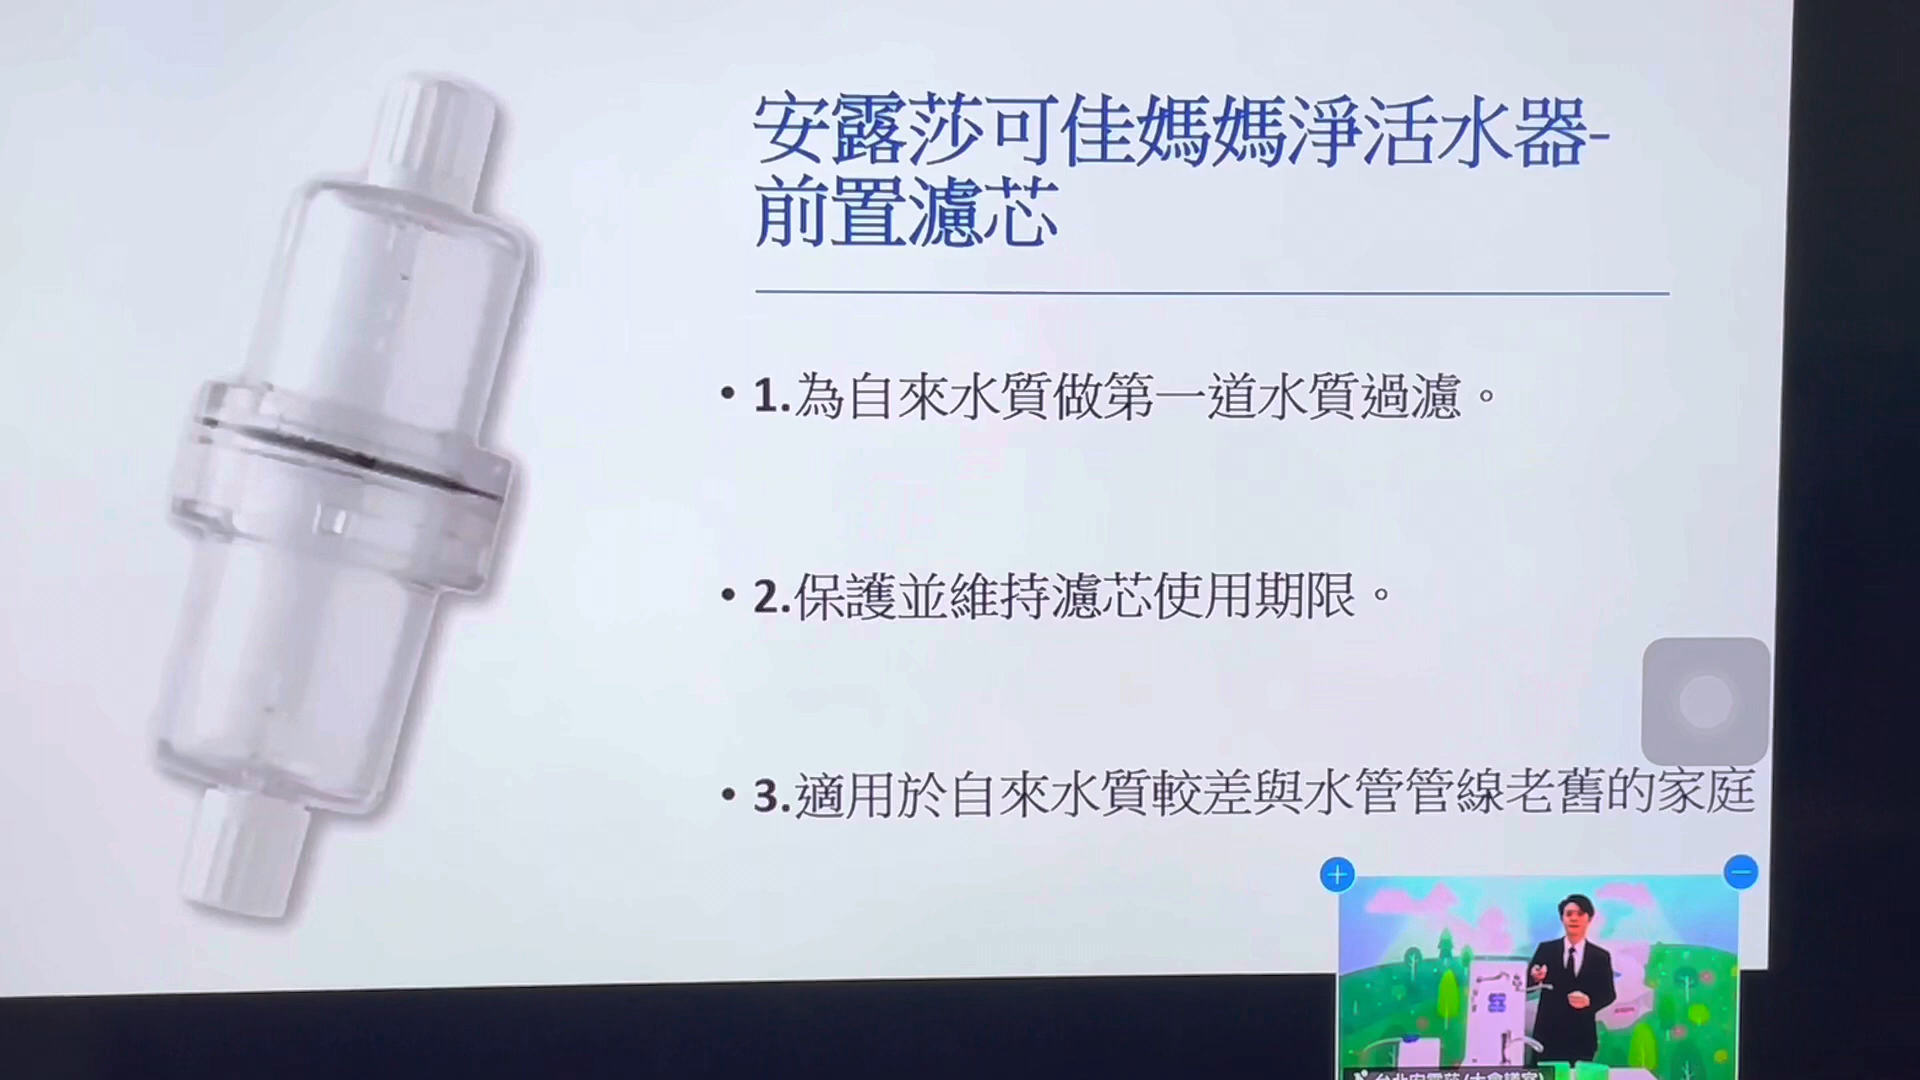 安露莎可佳媽媽淨活水器-
前置濾芯
• 1.為自來水質做第一道水質過濾。
• 2.保護並維持濾芯使用期限。
• 3.適用於自來水質較差與水管管線老舊的家庭